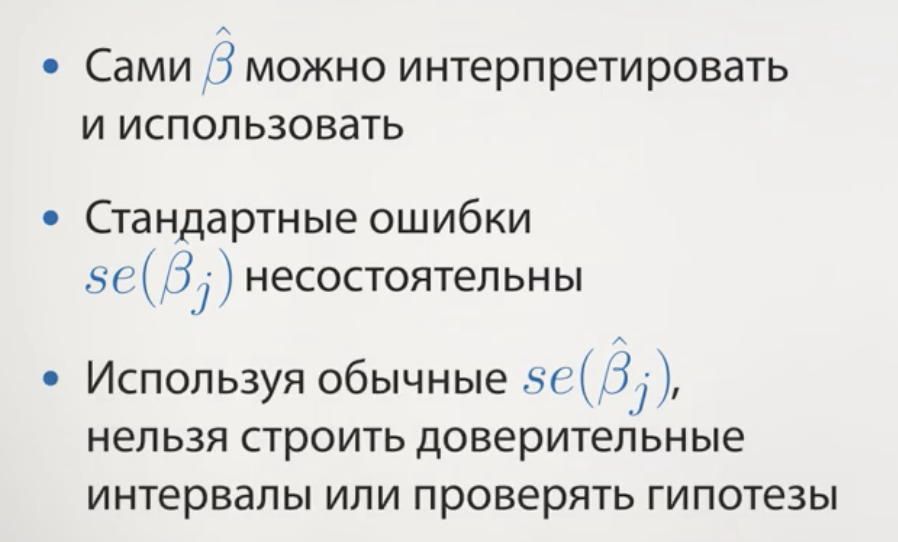 • Сами β̂ можно интерпретировать
и использовать
• Стандартные ошибки
se(β̂ⱼ) несостоятельны
• Используя обычные se(β̂ⱼ),
нельзя строить доверительные
интервалы или проверять гипотезы